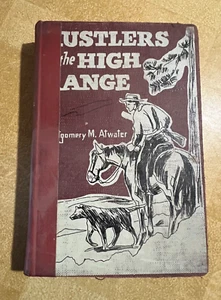 USTLERS
the HIGH
ANGE
gomery M. Atwater